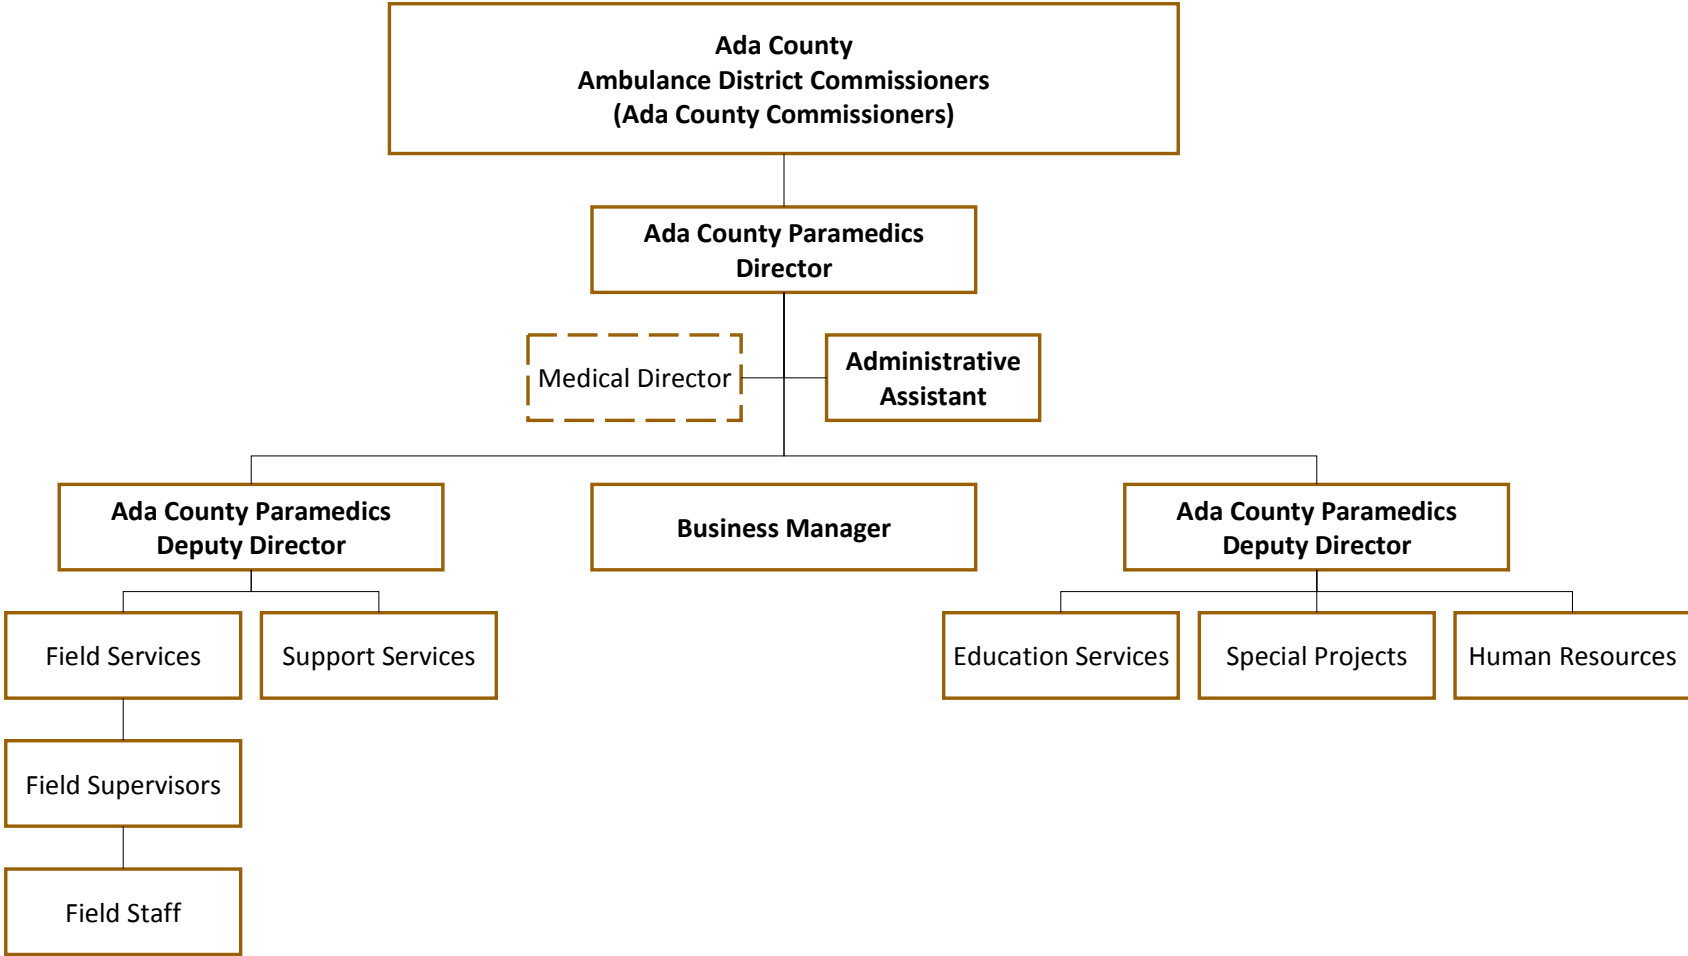 Ada County
Ambulance District Commissioners
(Ada County Commissioners)
Ada County Paramedics
Director
Medical Director
Administrative
Assistant
Ada County Paramedics
Deputy Director
Business Manager
Ada County Paramedics
Deputy Director
Field Services
Support Services
Education Services
Special Projects
Human Resources
Field Supervisors
Field Staff